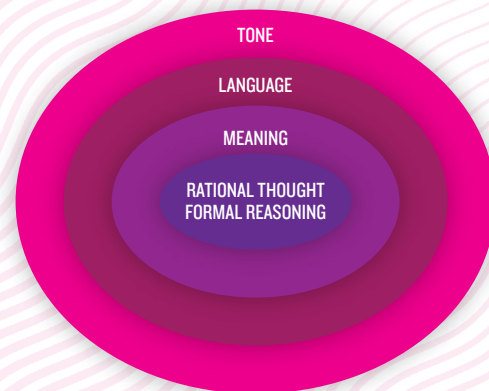 TONE
LANGUAGE
MEANING
RATIONAL THOUGHT
FORMAL REASONING